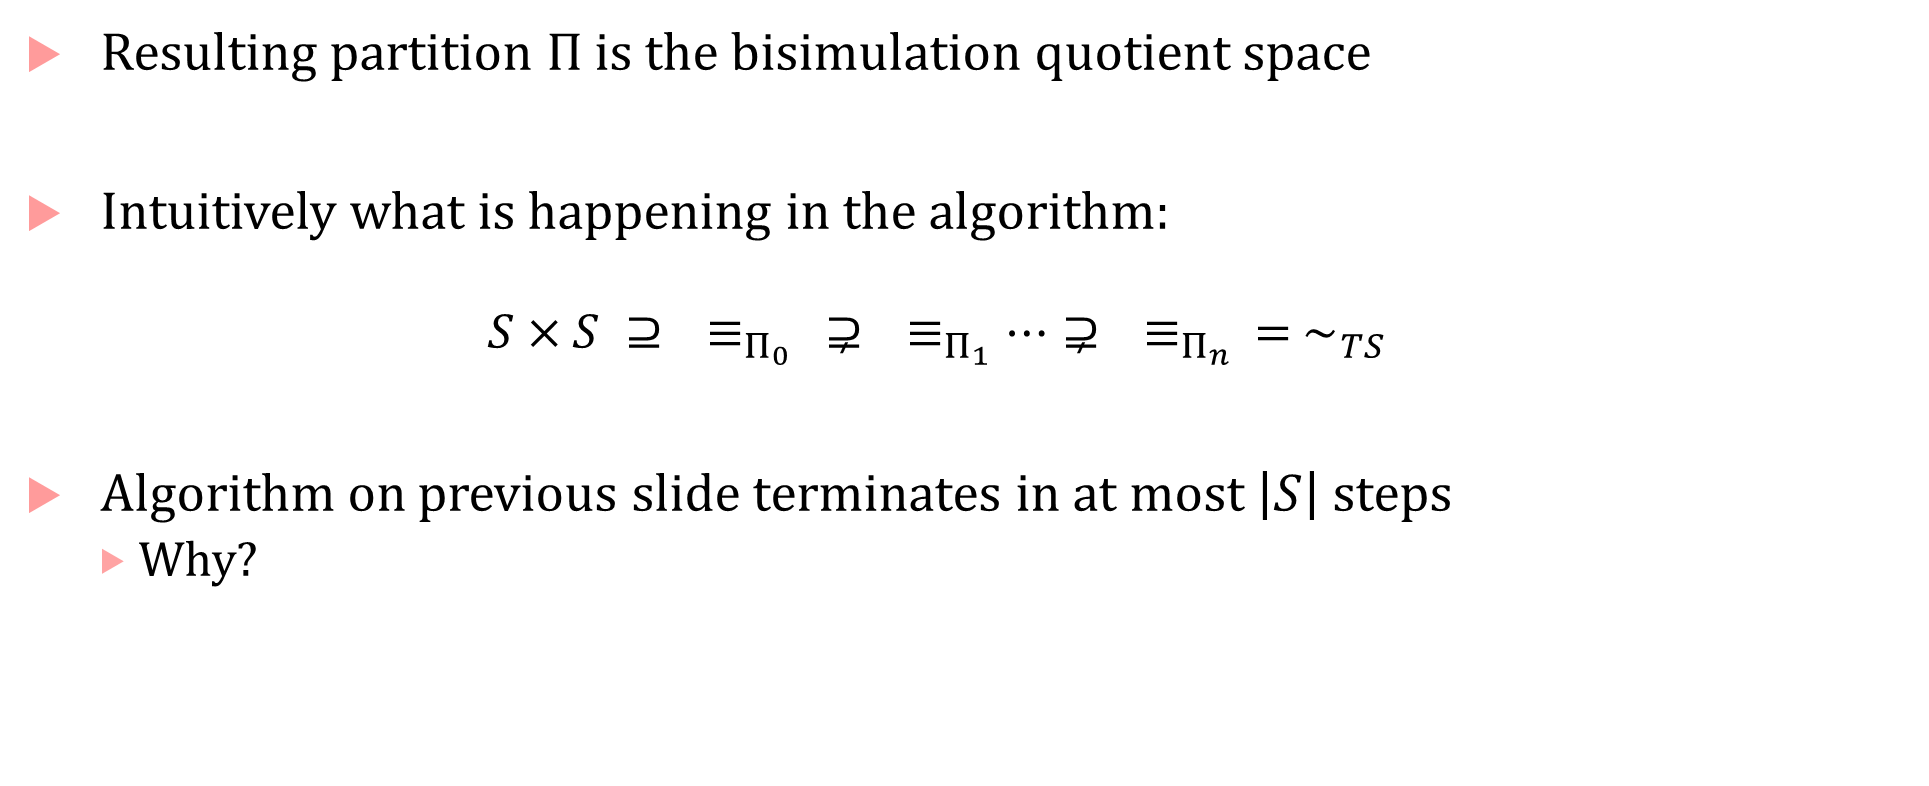 Resulting partition Π is the bisimulation quotient space
Intuitively what is happening in the algorithm:
S × S ⊇ ≡Π₀ ⊋ ≡Π₁ ⋯ ⊋ ≡Πₙ = ~TS
Algorithm on previous slide terminates in at most |S| steps
Why?